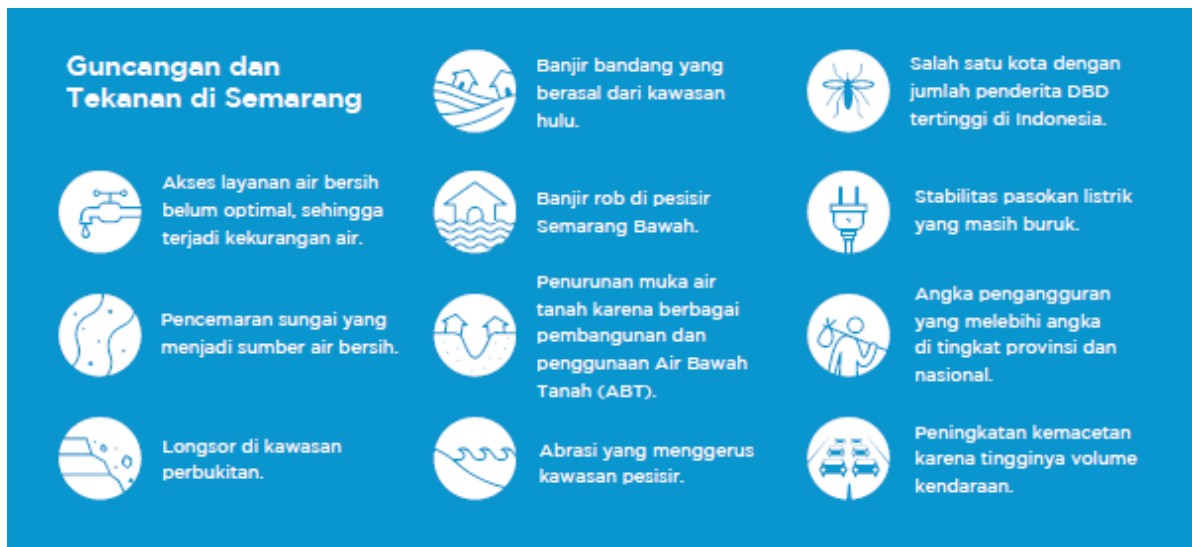 Guncangan dan
Tekanan di Semarang
Akses layanan air bersih
belum optimal, sehingga
terjadi kekurangan air.
Pencemaran sungai yang
menjadi sumber air bersih.
Longsor di kawasan
perbukitan.
Banjir bandang yang
berasal dari kawasan
hulu.
Banjir rob di pesisir
Semarang Bawah.
Penurunan muka air
tanah karena berbagai
pembangunan dan
penggunaan Air Bawah
Tanah (ABT).
Abrasi yang menggerus
kawasan pesisir.
Salah satu kota dengan
jumlah penderita DBD
tertinggi di Indonesia.
Stabilitas pasokan listrik
yang masih buruk.
Angka pengangguran
yang melebihi angka
di tingkat provinsi dan
nasional.
Peningkatan kemacetan
karena tingginya volume
kendaraan.